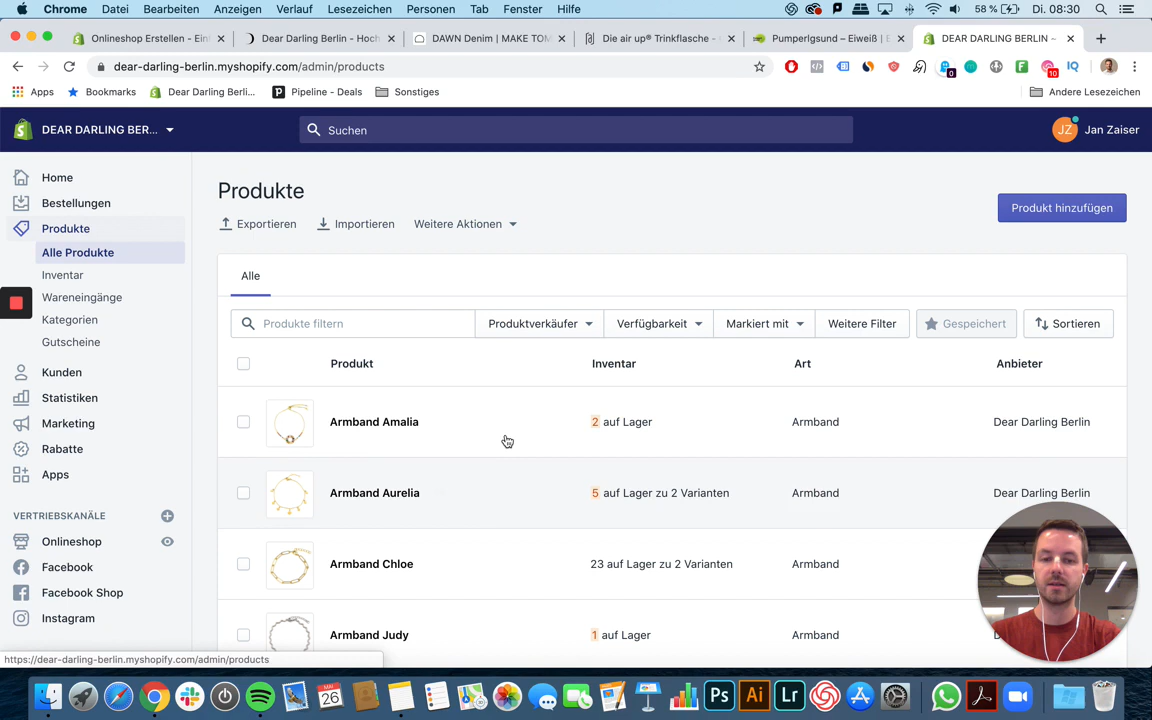 Chrome Datei Bearbeiten Anzeigen Verlauf Lesezeichen Personen Tab Fenster Hilfe 58 % Di. 08:30
Onlineshop Erstellen - Ein × Dear Darling Berlin - Hoch × DAWN Denim | MAKE TOM × Die air up® Trinkflasche - × Pumperlgsund – Eiweiß | E × DEAR DARLING BERLIN ~ × +
dear-darling-berlin.myshopify.com/admin/products
Apps Bookmarks Dear Darling Berli... Pipeline - Deals Sonstiges Andere Lesezeichen
DEAR DARLING BER... Suchen JZ Jan Zaiser
Home
Bestellungen
Produkte
Alle Produkte
Inventar
Wareneingänge
Kategorien
Gutscheine
Kunden
Statistiken
Marketing
Rabatte
Apps
VERTRIEBSKANÄLE
Onlineshop
Facebook
Facebook Shop
Instagram
Produkte
Exportieren Importieren Weitere Aktionen
Produkt hinzufügen
Alle
Produkte filtern Produktverkäufer Verfügbarkeit Markiert mit Weitere Filter Gespeichert Sortieren
Produkt Inventar Art Anbieter
Armband Amalia 2 auf Lager Armband Dear Darling Berlin
Armband Aurelia 5 auf Lager zu 2 Varianten Armband Dear Darling Berlin
Armband Chloe 23 auf Lager zu 2 Varianten Armband
Armband Judy 1 auf Lager Armband
https://dear-darling-berlin.myshopify.com/admin/products
MAI 26 Ps Ai Lr